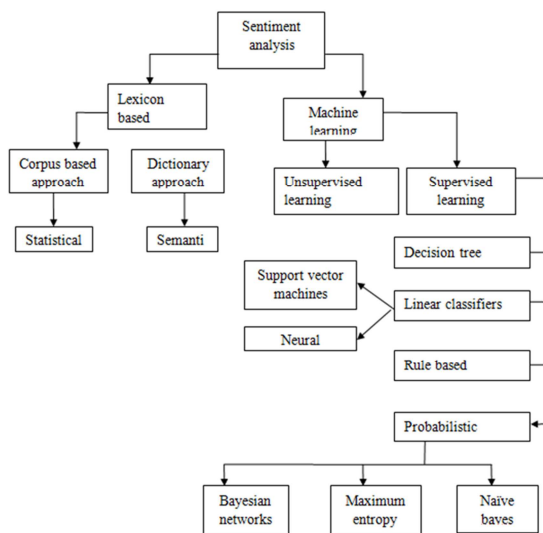 Sentiment
analysis
Lexicon
based
Machine
learning
Corpus based
approach
Dictionary
approach
Unsupervised
learning
Supervised
learning
Statistical
Semanti
Decision tree
Support vector
machines
Linear classifiers
Neural
Rule based
Probabilistic
Bayesian
networks
Maximum
entropy
Naïve
baves